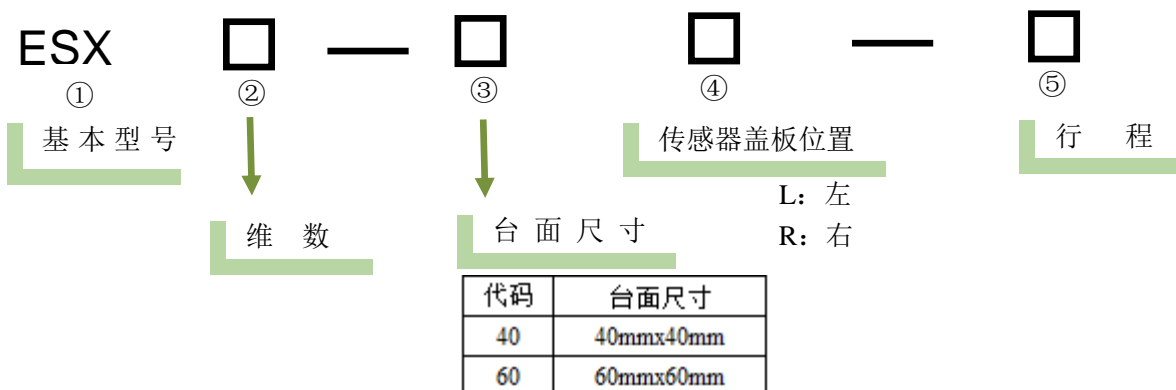 ESX □ — □ □ — □
① ② ③ ④ ⑤
基本型号 传感器盖板位置 行 程
L：左
维 数 台面尺寸 R：右
代码 台面尺寸
40 40mmx40mm
60 60mmx60mm